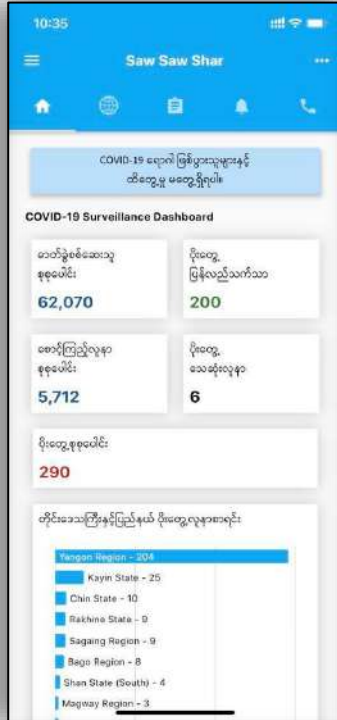 10:35
Saw Saw Shar
COVID-19 ရောဂါ ဖြစ်ပွားသူများနှင့်
ထိတွေ့မှု မတွေ့ရှိရပါ။
COVID-19 Surveillance Dashboard
ဓာတ်ခွဲစစ်ဆေးသူ
စုစုပေါင်း
62,070
ပိုးတွေ့
ပြန်လည်သက်သာ
200
စောင့်ကြည့်လူနာ
စုစုပေါင်း
5,712
ပိုးတွေ့
သေဆုံးလူနာ
6
ပိုးတွေ့စုစုပေါင်း
290
တိုင်းဒေသကြီးနှင့်ပြည်နယ် ပိုးတွေ့လူနာစာရင်း
Yangon Region - 204
Kayin State - 25
Chin State - 10
Rakhine State - 9
Sagaing Region - 9
Bago Region - 8
Shan State (South) - 4
Magway Region - 3